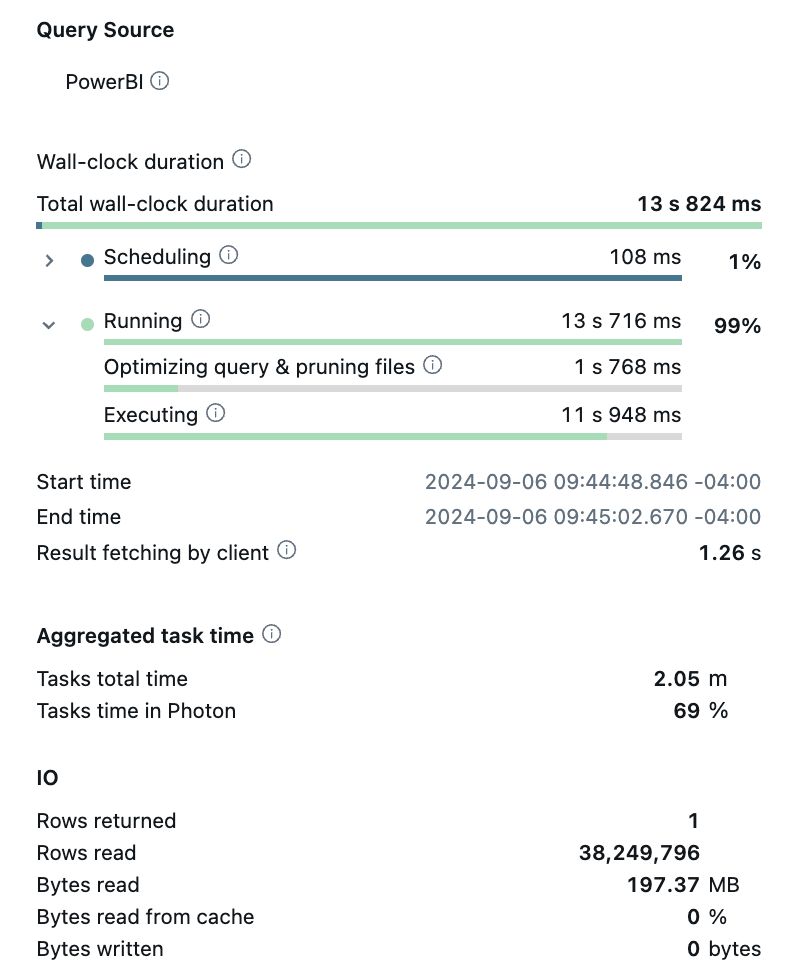 Query Source
PowerBI
Wall-clock duration
Total wall-clock duration 13 s 824 ms
Scheduling 108 ms 1%
Running 13 s 716 ms 99%
Optimizing query & pruning files 1 s 768 ms
Executing 11 s 948 ms
Start time 2024-09-06 09:44:48.846 -04:00
End time 2024-09-06 09:45:02.670 -04:00
Result fetching by client 1.26 s
Aggregated task time
Tasks total time 2.05 m
Tasks time in Photon 69 %
IO
Rows returned 1
Rows read 38,249,796
Bytes read 197.37 MB
Bytes read from cache 0 %
Bytes written 0 bytes